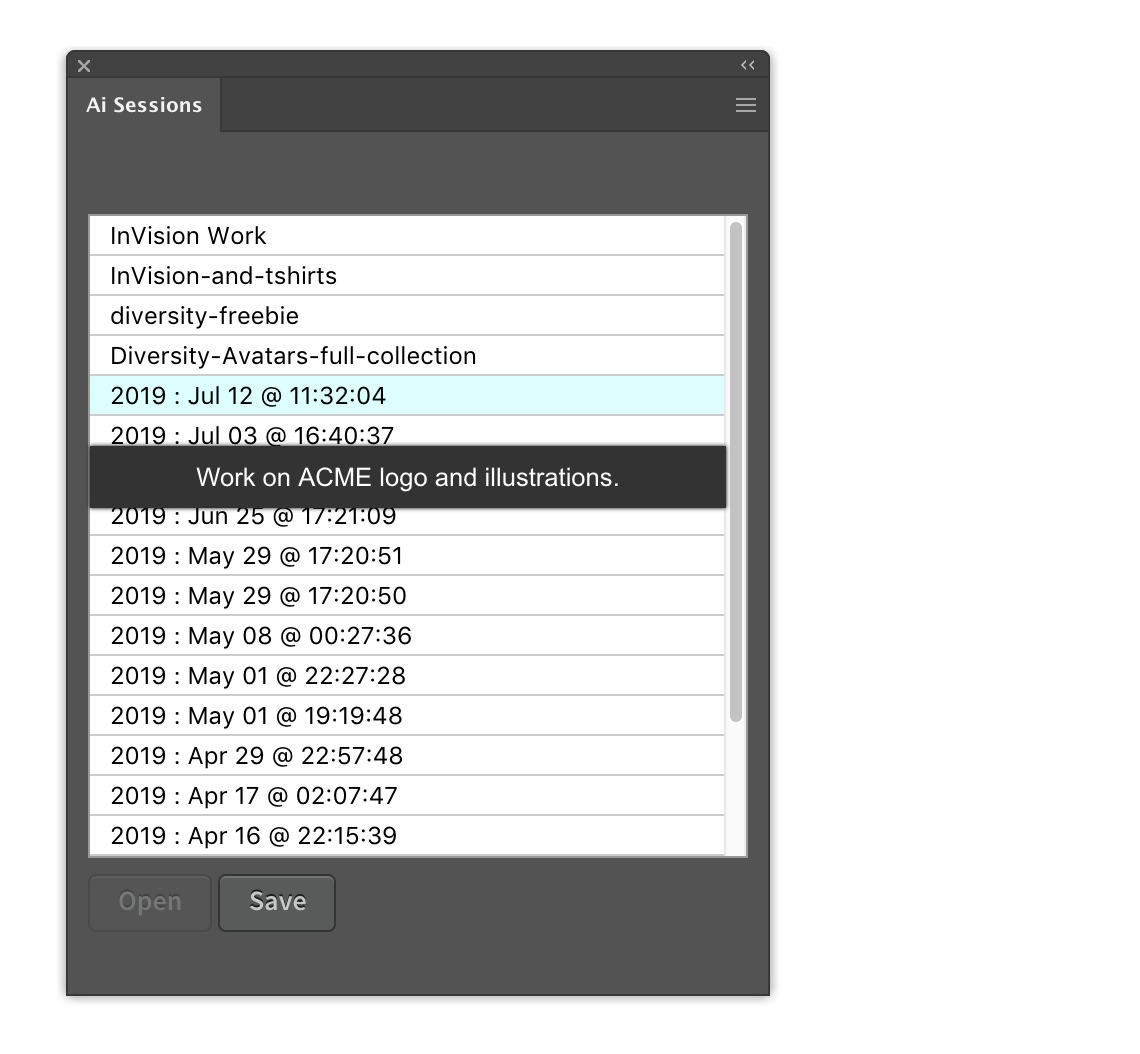 Ai Sessions
InVision Work
InVision-and-tshirts
diversity-freebie
Diversity-Avatars-full-collection
2019 : Jul 12 @ 11:32:04
2019 : Jul 03 @ 16:40:37
Work on ACME logo and illustrations.
2019 : Jun 25 @ 17:21:09
2019 : May 29 @ 17:20:51
2019 : May 29 @ 17:20:50
2019 : May 08 @ 00:27:36
2019 : May 01 @ 22:27:28
2019 : May 01 @ 19:19:48
2019 : Apr 29 @ 22:57:48
2019 : Apr 17 @ 02:07:47
2019 : Apr 16 @ 22:15:39
Open Save